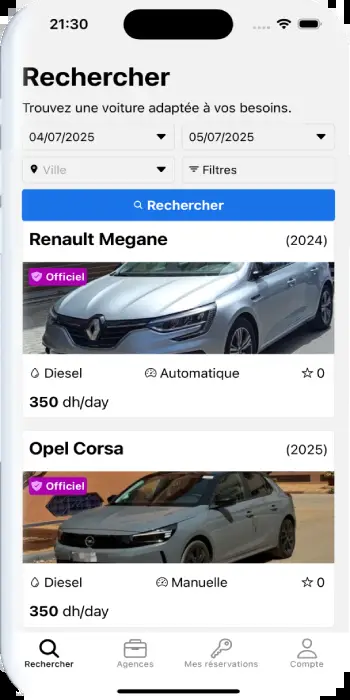 21:30
Rechercher
Trouvez une voiture adaptée à vos besoins.
04/07/2025 05/07/2025
Ville Filtres
Rechercher
Renault Megane (2024)
Officiel
Diesel Automatique 0
350 dh/day
Opel Corsa (2025)
Officiel
Diesel Manuelle 0
350 dh/day
Rechercher Agences Mes réservations Compte